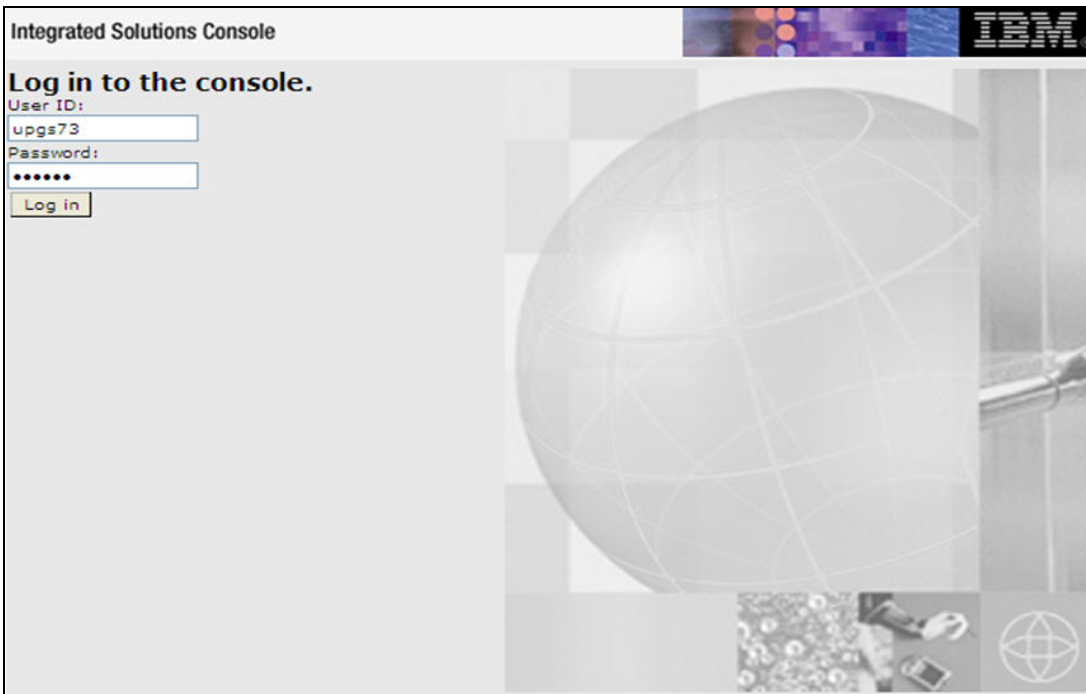 Integrated Solutions Console
IBM
Log in to the console.
User ID:
upgs73
Password:
••••••
Log in